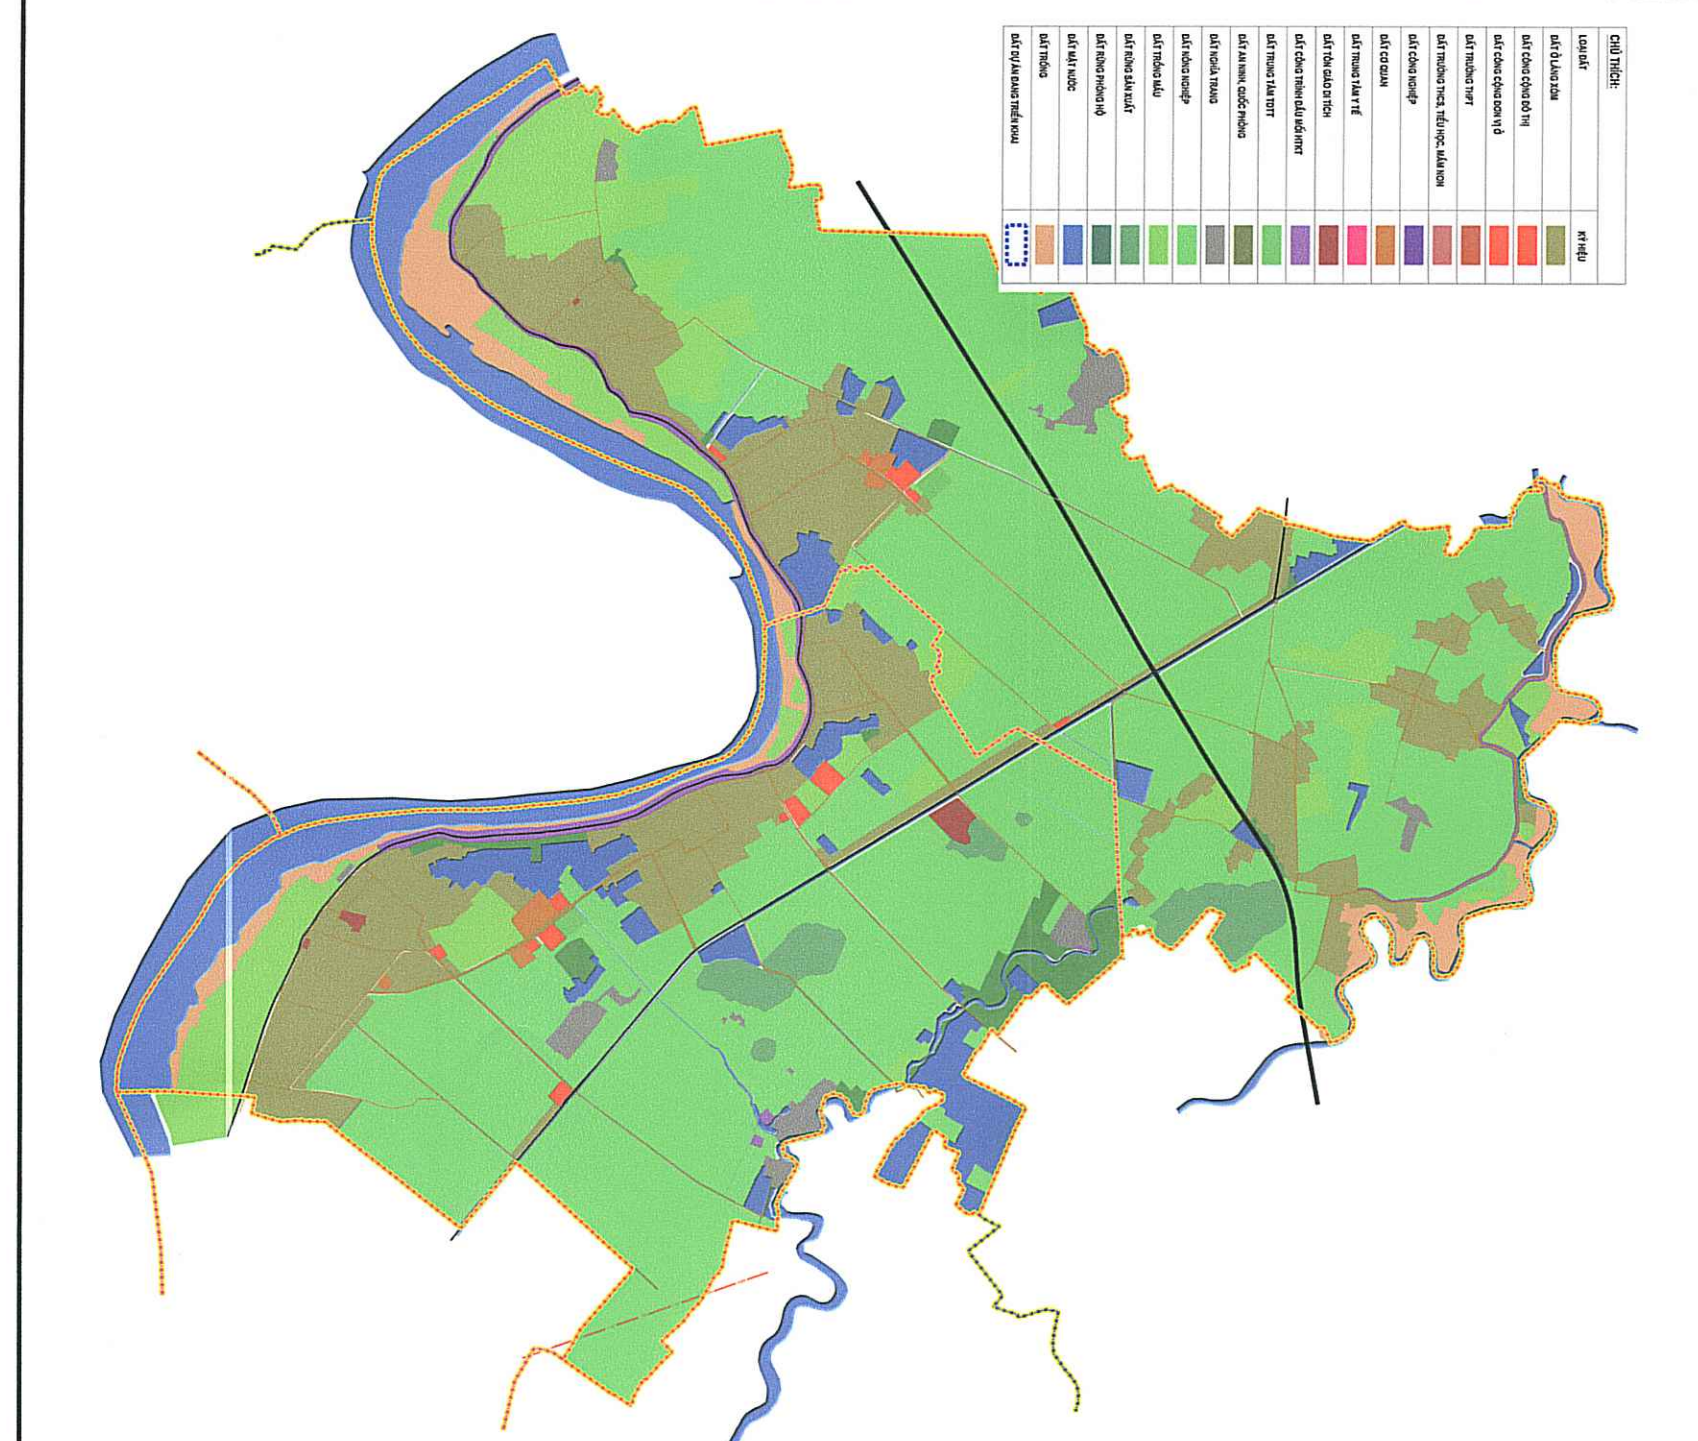 CHÚ THÍCH:
LOẠI ĐẤT KÝ HIỆU
ĐẤT Ở LÀNG XÓM
ĐẤT CÔNG CỘNG ĐÔ THỊ
ĐẤT CÔNG CỘNG ĐƠN VỊ Ở
ĐẤT TRƯỜNG THPT
ĐẤT TRƯỜNG THCS, TIỂU HỌC, MẦM NON
ĐẤT CÔNG NGHIỆP
ĐẤT CƠ QUAN
ĐẤT TRUNG TÂM Y TẾ
ĐẤT TÔN GIÁO DI TÍCH
ĐẤT CÔNG TRÌNH ĐẦU MỐI HTKT
ĐẤT TRUNG TÂM TDTT
ĐẤT AN NINH, QUỐC PHÒNG
ĐẤT NGHĨA TRANG
ĐẤT NÔNG NGHIỆP
ĐẤT TRỒNG MÀU
ĐẤT RỪNG SẢN XUẤT
ĐẤT RỪNG PHÒNG HỘ
ĐẤT MẶT NƯỚC
ĐẤT TRỐNG
ĐẤT DỰ ÁN ĐANG TRIỂN KHAI